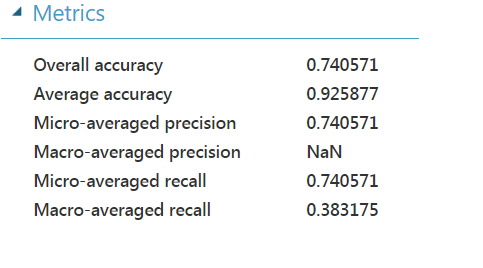 Metrics
Overall accuracy 0.740571
Average accuracy 0.925877
Micro-averaged precision 0.740571
Macro-averaged precision NaN
Micro-averaged recall 0.740571
Macro-averaged recall 0.383175